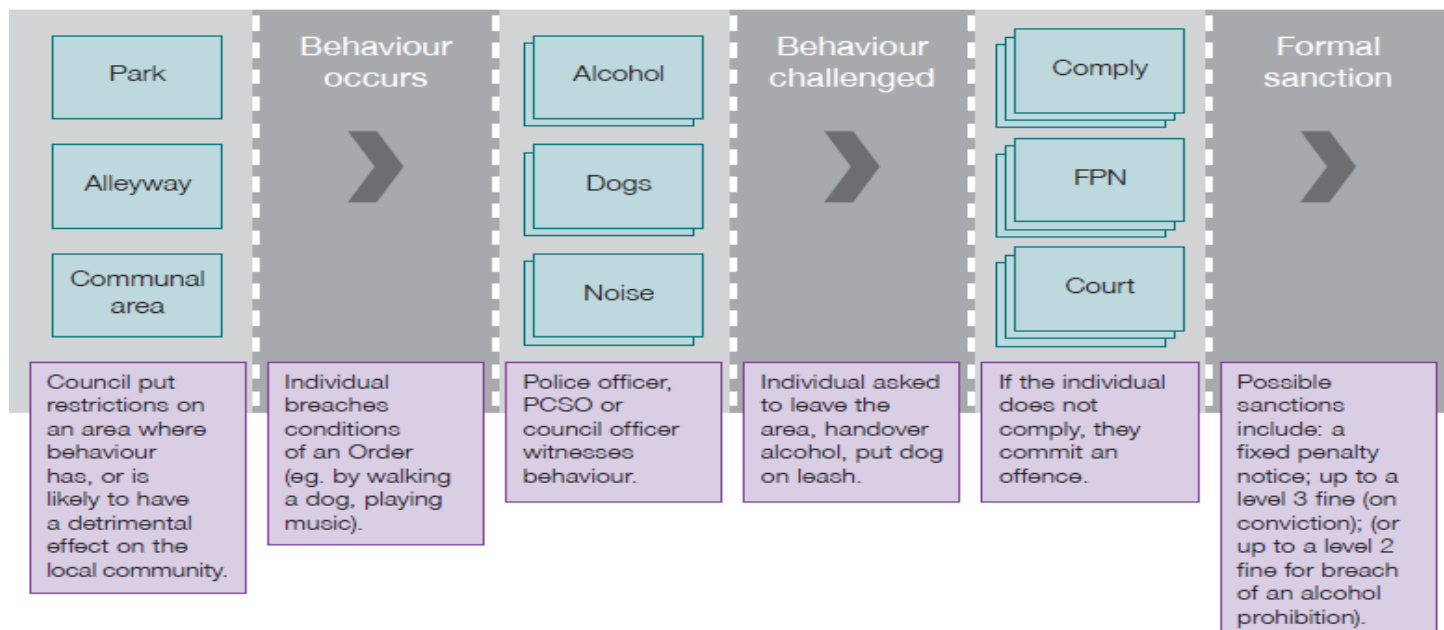 Park
Alleyway
Communal
area
Council put
restrictions on
an area where
behaviour
has, or is
likely to have
a detrimental
effect on the
local community.
Behaviour
occurs
Individual
breaches
conditions
of an Order
(eg. by walking
a dog, playing
music).
Alcohol
Dogs
Noise
Police officer,
PCSO or
council officer
witnesses
behaviour.
Behaviour
challenged
Individual asked
to leave the
area, handover
alcohol, put dog
on leash.
Comply
FPN
Court
If the individual
does not
comply, they
commit an
offence.
Formal
sanction
Possible
sanctions
include: a
fixed penalty
notice; up to a
level 3 fine (on
conviction); (or
up to a level 2
fine for breach
of an alcohol
prohibition).